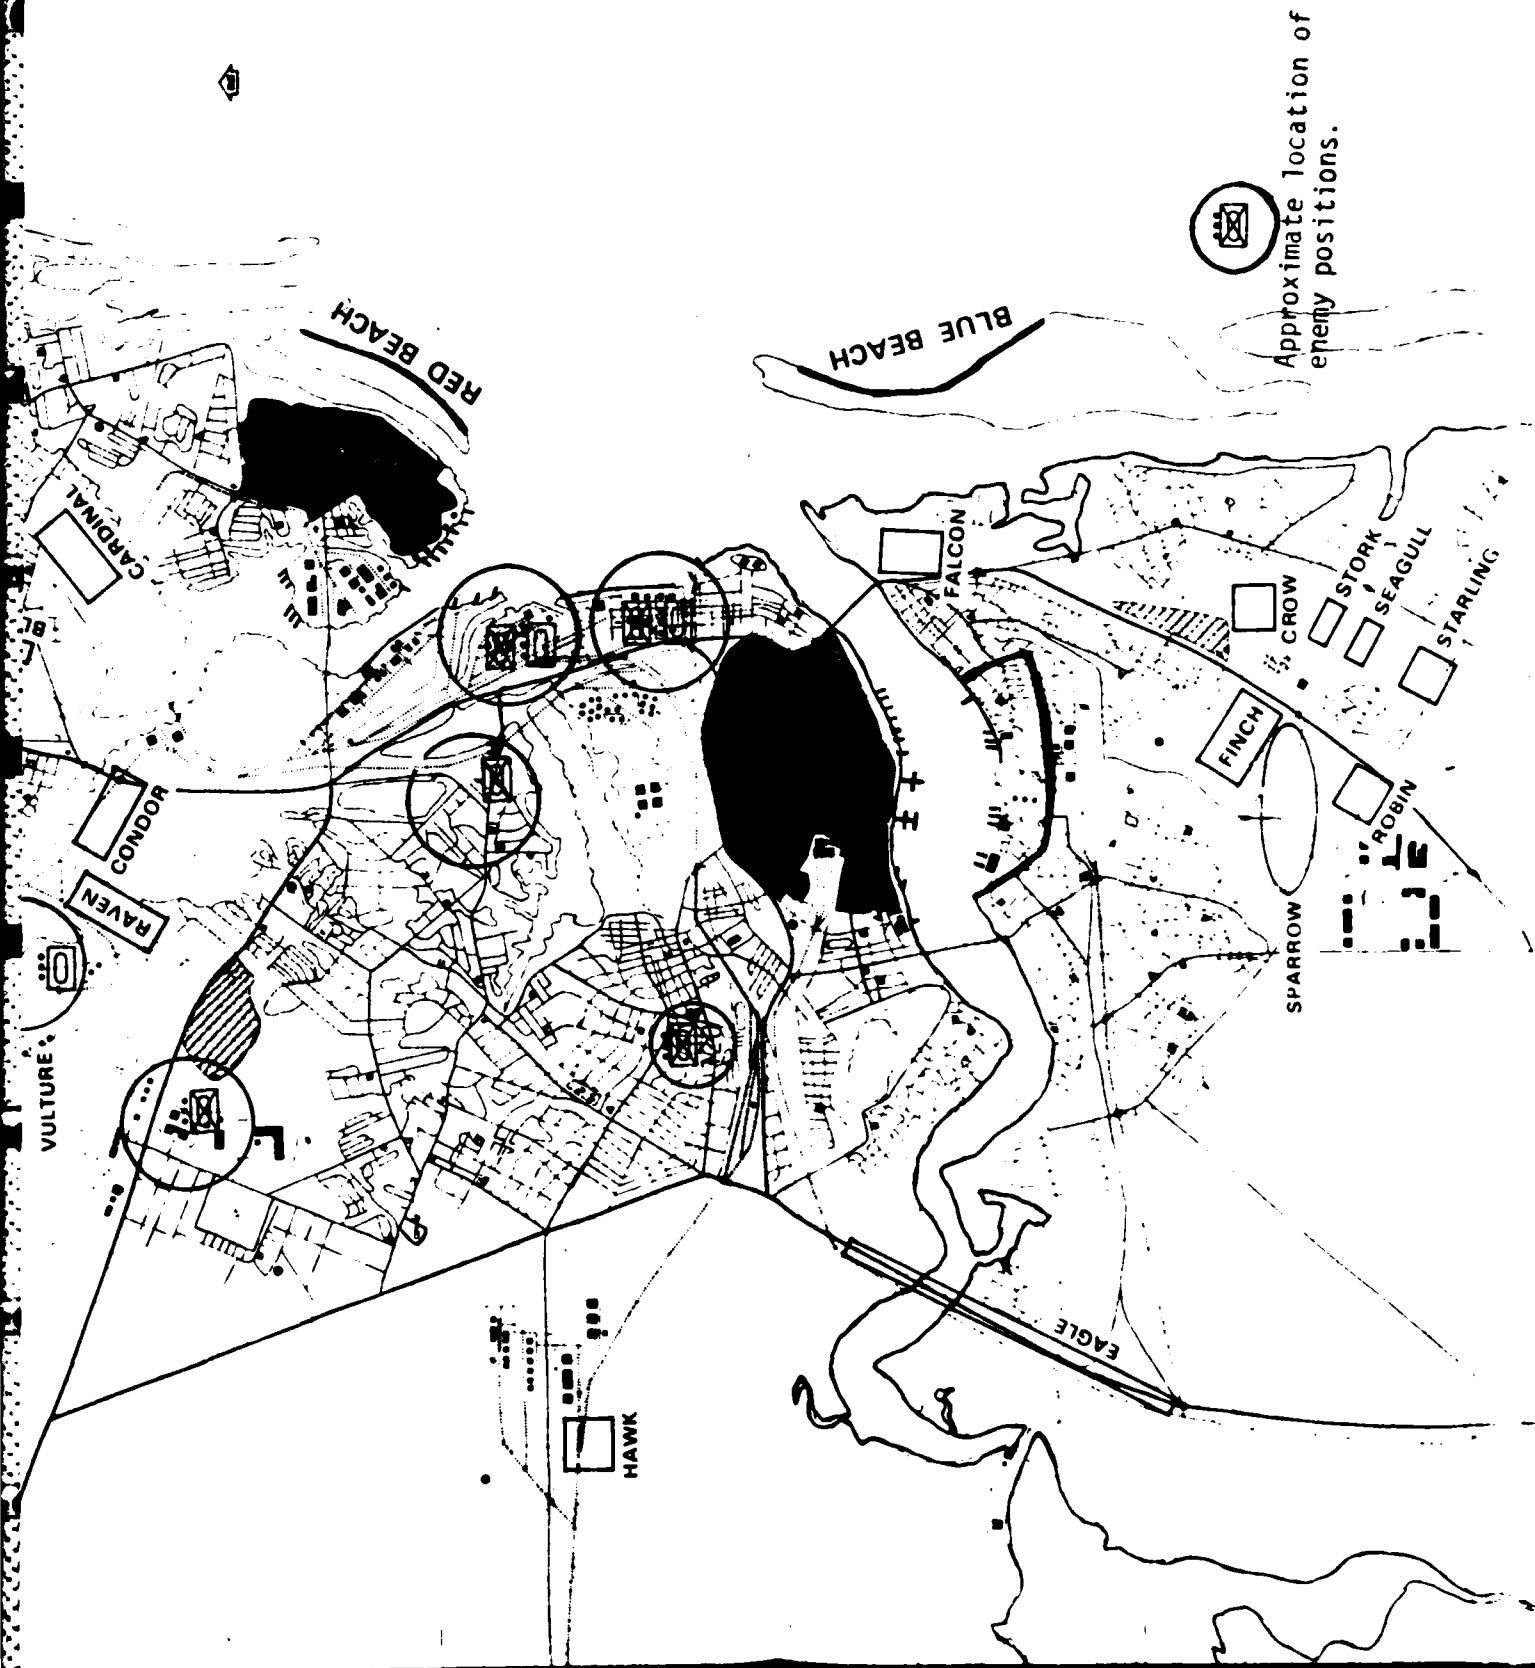 RED BEACH
BLUE BEACH
Approximate location of
enemy positions.
CARDINAL
BL
CONDOR
RAVEN
VULTURE
FALCON
CROW
STORK
SEAGULL
STARLING
FINCH
ROBIN
SPARROW
EAGLE
HAWK